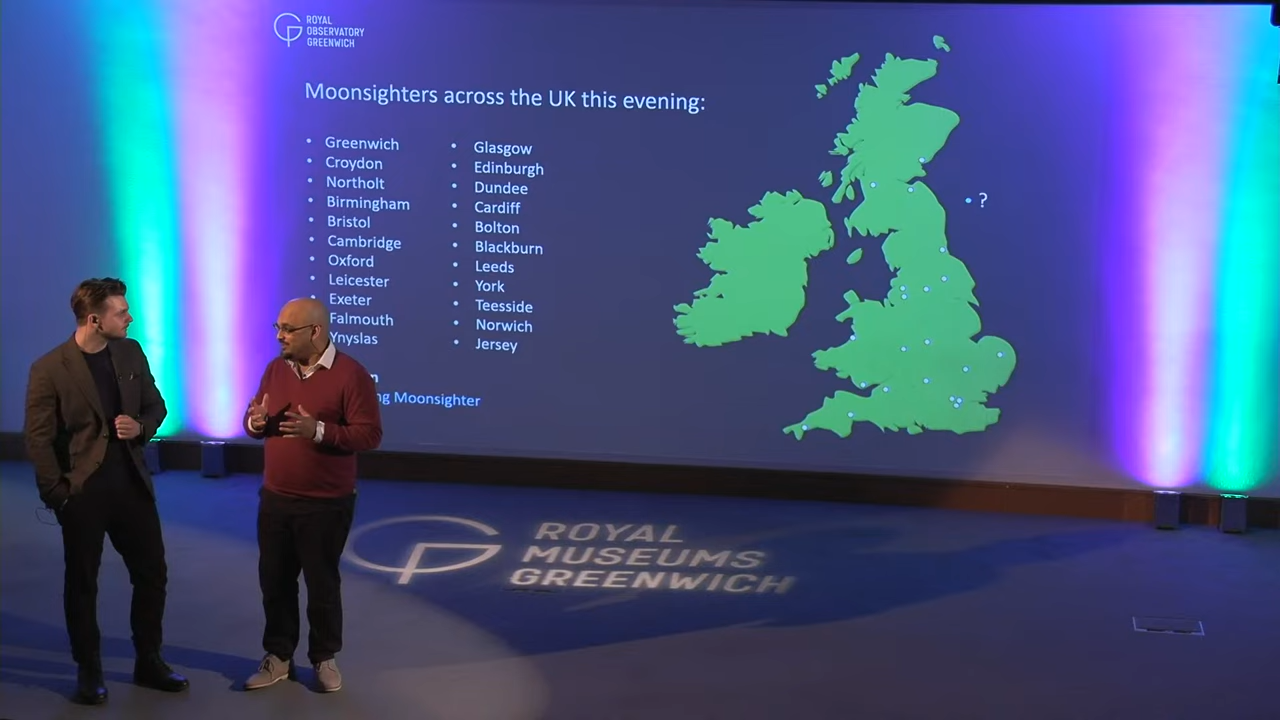 ROYAL
OBSERVATORY
GREENWICH
Moonsighters across the UK this evening:
• Greenwich
• Croydon
• Northolt
• Birmingham
• Bristol
• Cambridge
• Oxford
• Leicester
• Exeter
Falmouth
Ynyslas
• Glasgow
• Edinburgh
• Dundee
• Cardiff
• Bolton
• Blackburn
• Leeds
• York
• Teesside
• Norwich
• Jersey
Moonsighter
?
ROYAL
MUSEUMS
GREENWICH